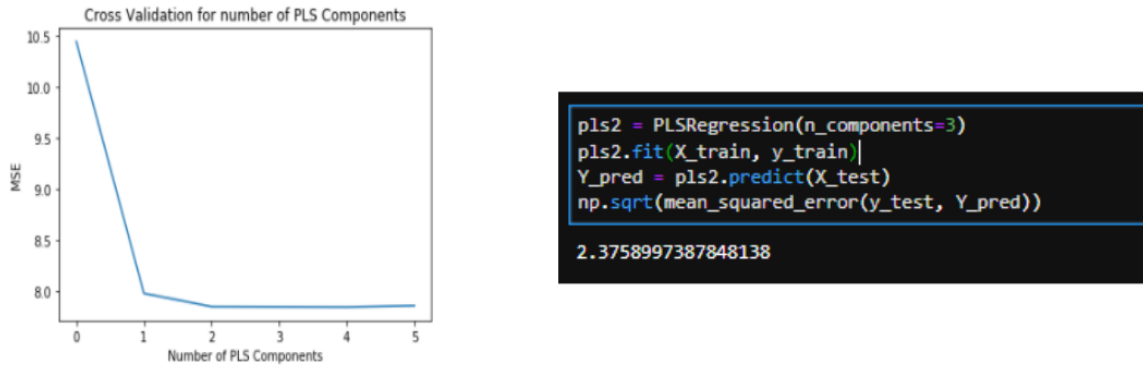 Cross Validation for number of PLS Components
10.5
10.0
9.5
9.0
8.5
8.0
MSE
0 1 2 3 4 5
Number of PLS Components
pls2 = PLSRegression(n_components=3)
pls2.fit(X_train, y_train)
Y_pred = pls2.predict(X_test)
np.sqrt(mean_squared_error(y_test, Y_pred))
2.3758997387848138